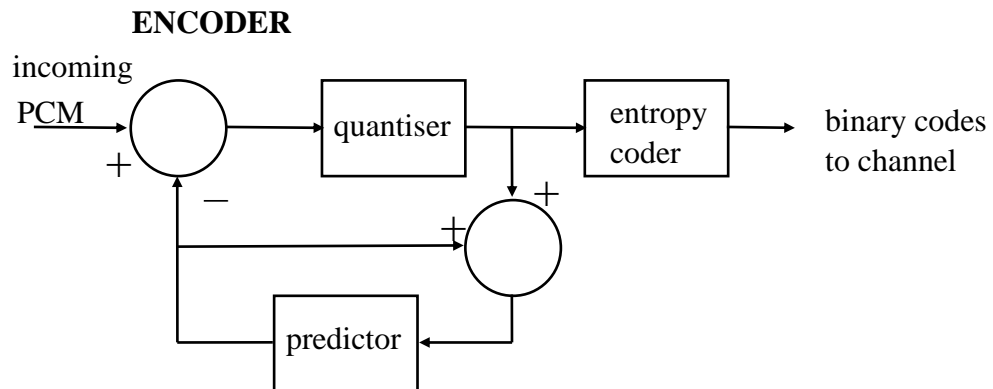 ENCODER
incoming
PCM
+
−
quantiser
entropy
coder
binary codes
to channel
+
+
predictor